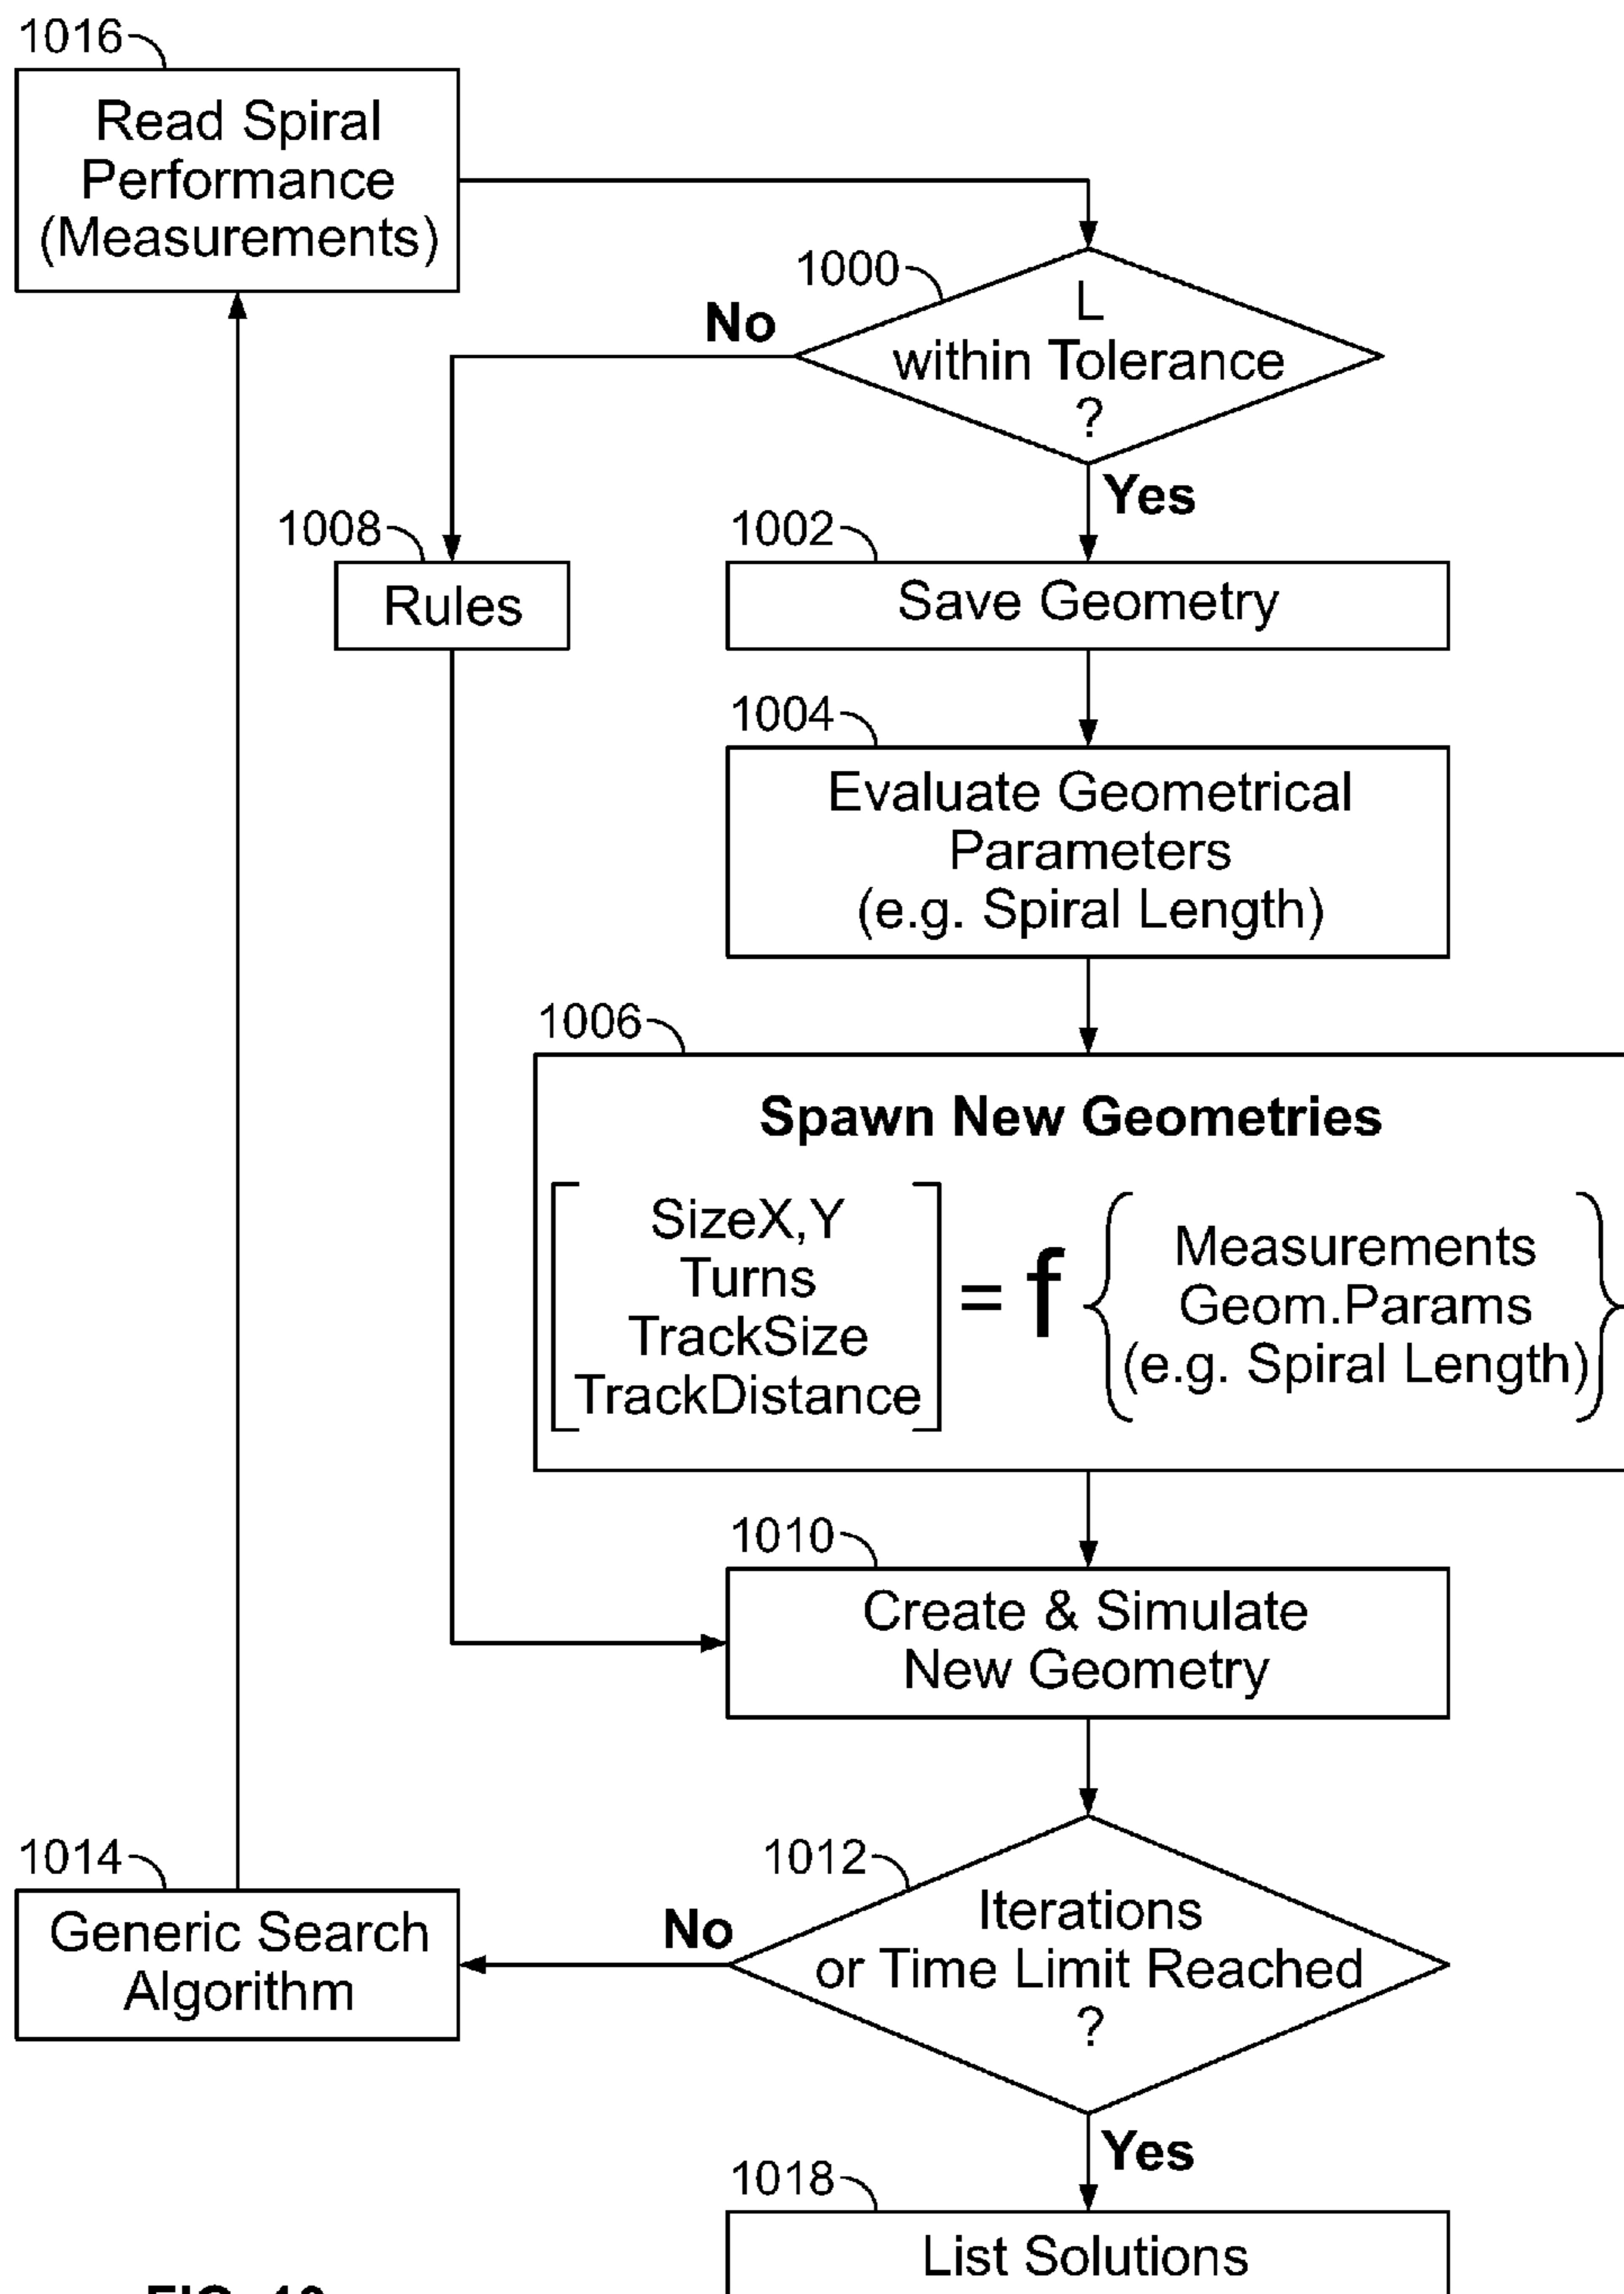 1016
Read Spiral
Performance
(Measurements)
1000
L
within Tolerance
?
No
Yes
1008
Rules
1002
Save Geometry
1004
Evaluate Geometrical
Parameters
(e.g. Spiral Length)
1006
Spawn New Geometries
SizeX,Y
Turns
TrackSize
TrackDistance
= f
Measurements
Geom.Params
(e.g. Spiral Length)
1010
Create & Simulate
New Geometry
1012
Iterations
or Time Limit Reached
?
No
1014
Generic Search
Algorithm
Yes
1018
List Solutions
FIG. 10